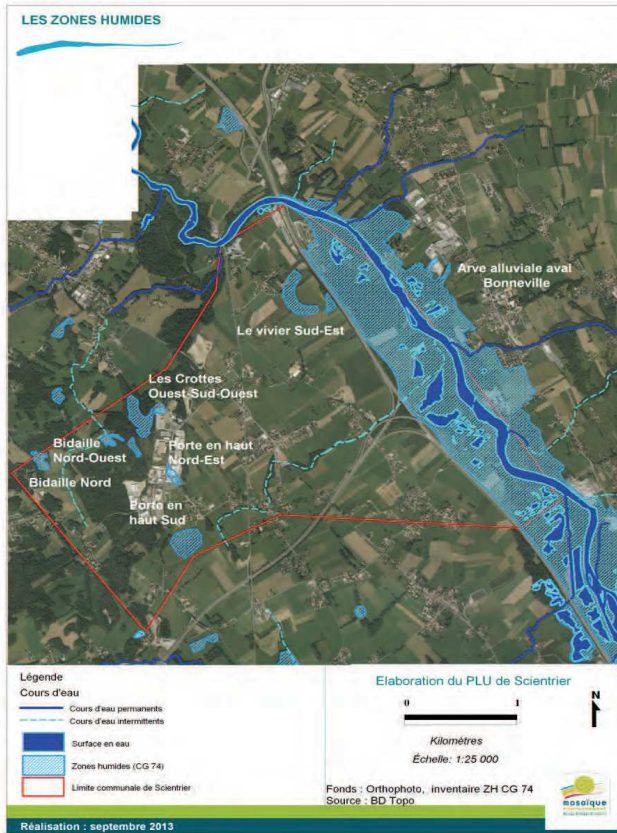 LES ZONES HUMIDES
Arve alluviale aval
Bonneville
Le vivier Sud-Est
Les Crottes
Ouest-Sud-Ouest
Bidaille
Nord-Ouest
Porte en haut
Nord-Est
Bidaille Nord
Porte en
haut Sud
Légende
Cours d'eau
Cours d'eau permanents
Cours d'eau intermittents
Surface en eau
Zones humides (CG 74)
Limite communale de Scientrier
Elaboration du PLU de Scientrier
0 1
N
Kilomètres
Échelle: 1:25 000
Fonds : Orthophoto, inventaire ZH CG 74
Source : BD Topo
mosaïque
Réalisation : septembre 2013